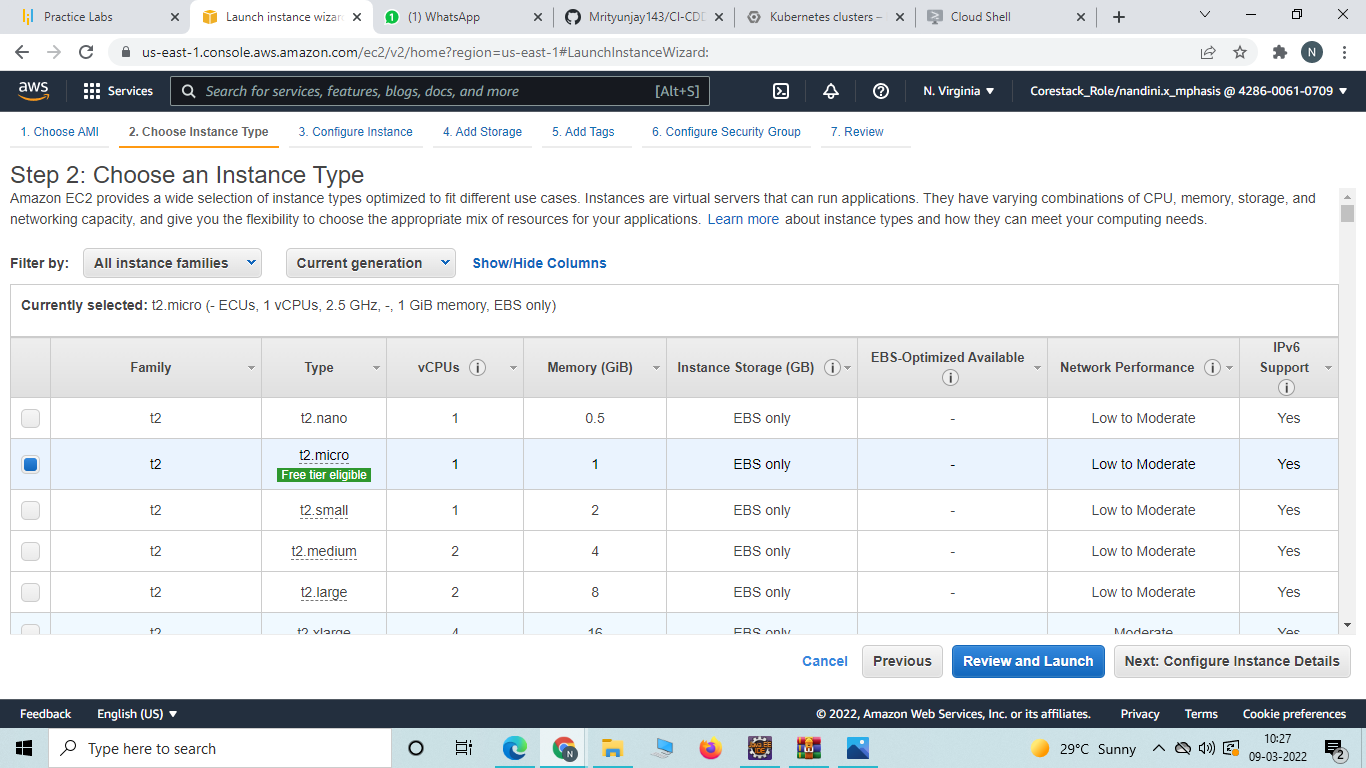 Practice Labs
Launch instance wizar
(1) WhatsApp
Mrityunjay143/CI-CD
Kubernetes clusters –
Cloud Shell
us-east-1.console.aws.amazon.com/ec2/v2/home?region=us-east-1#LaunchInstanceWizard:
N
aws
Services
Search for services, features, blogs, docs, and more
[Alt+S]
N. Virginia
Corestack_Role/nandini.x_mphasis @ 4286-0061-0709
1. Choose AMI
2. Choose Instance Type
3. Configure Instance
4. Add Storage
5. Add Tags
6. Configure Security Group
7. Review
Step 2: Choose an Instance Type
Amazon EC2 provides a wide selection of instance types optimized to fit different use cases. Instances are virtual servers that can run applications. They have varying combinations of CPU, memory, storage, and
networking capacity, and give you the flexibility to choose the appropriate mix of resources for your applications. Learn more about instance types and how they can meet your computing needs.
Filter by: All instance families Current generation Show/Hide Columns
Currently selected: t2.micro (- ECUs, 1 vCPUs, 2.5 GHz, -, 1 GiB memory, EBS only)
Family Type vCPUs Memory (GiB) Instance Storage (GB) EBS-Optimized Available Network Performance IPv6 Support
t2 t2.nano 1 0.5 EBS only - Low to Moderate Yes
t2 t2.micro 1 1 EBS only - Low to Moderate Yes
Free tier eligible
t2 t2.small 1 2 EBS only - Low to Moderate Yes
t2 t2.medium 2 4 EBS only - Low to Moderate Yes
t2 t2.large 2 8 EBS only - Low to Moderate Yes
t2 t2.xlarge 4 16 EBS only Moderate Yes
Cancel Previous Review and Launch Next: Configure Instance Details
Feedback English (US) © 2022, Amazon Web Services, Inc. or its affiliates. Privacy Terms Cookie preferences
Type here to search
N
Java EE
IDE
29°C Sunny
10:27
09-03-2022
2